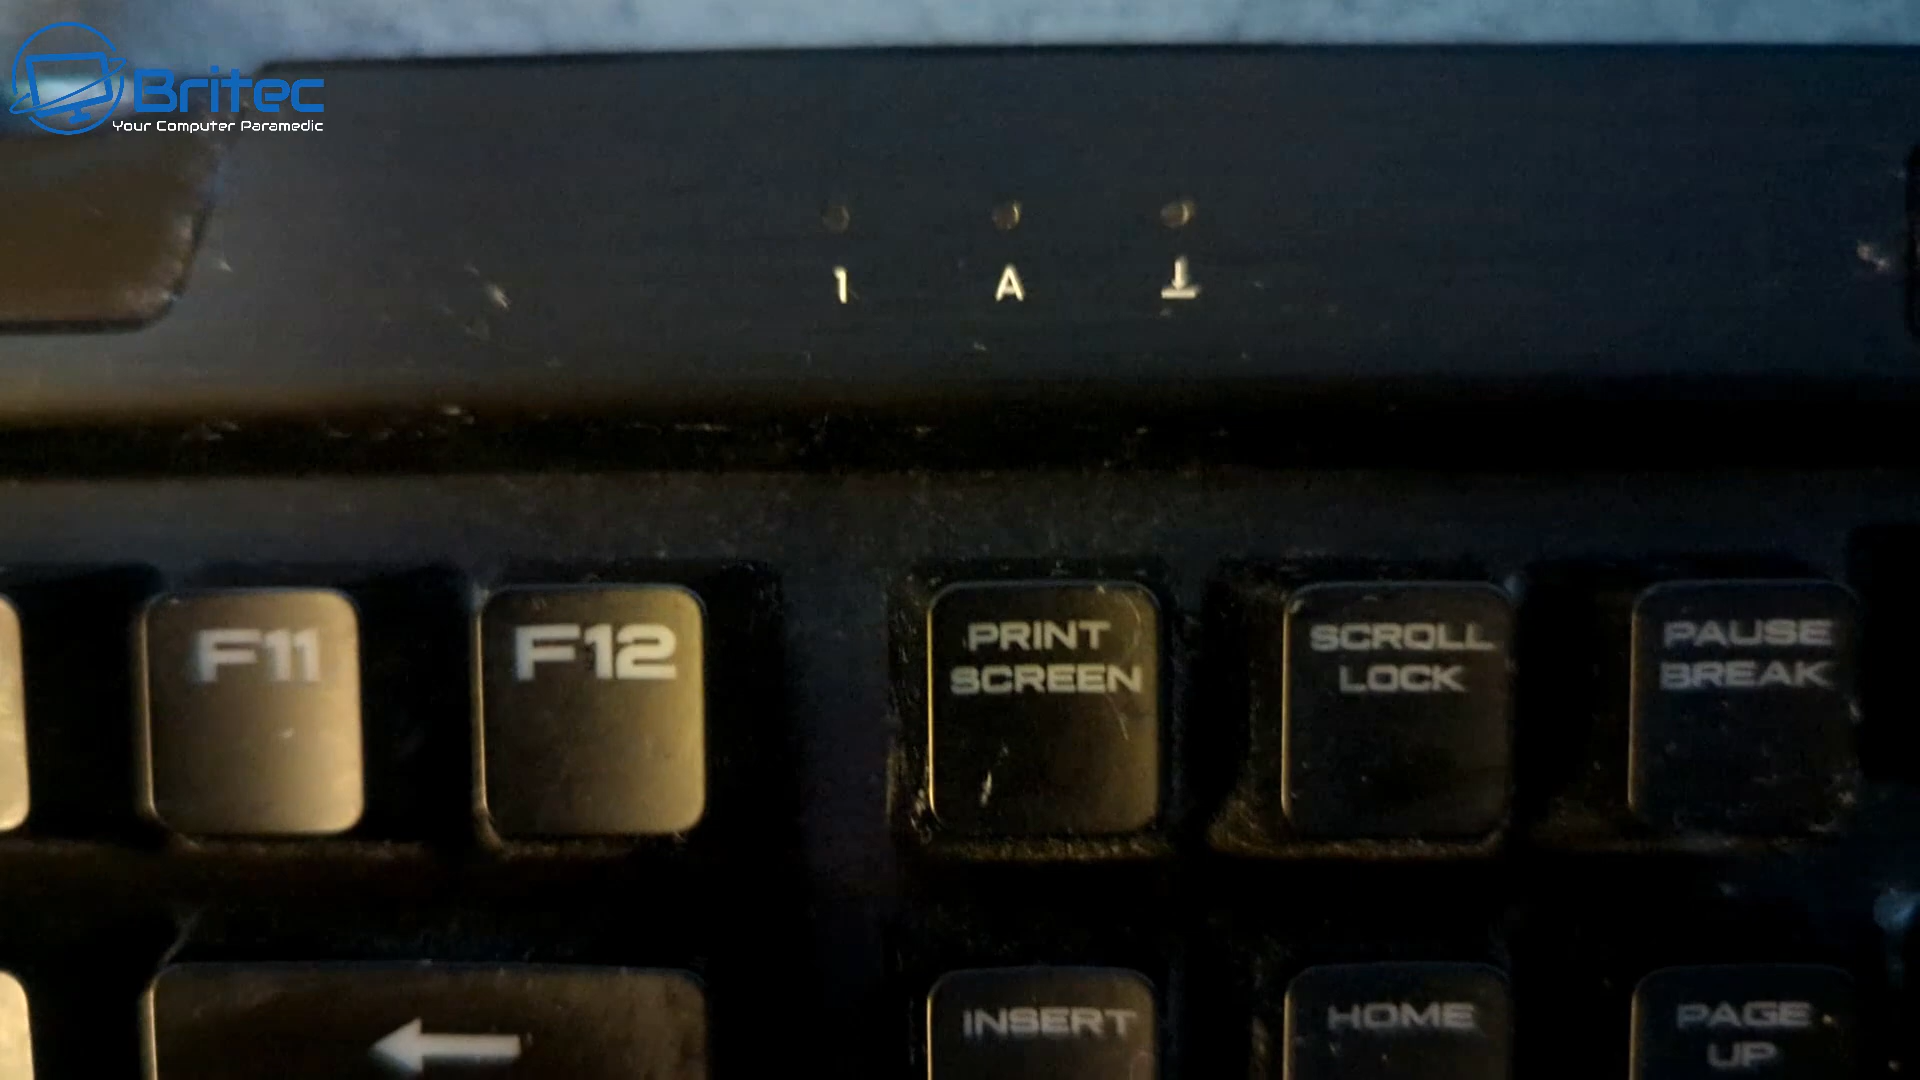 Britec
Your Computer Paramedic
1 A
F11 F12 PRINT SCREEN SCROLL LOCK PAUSE BREAK
INSERT HOME PAGE UP